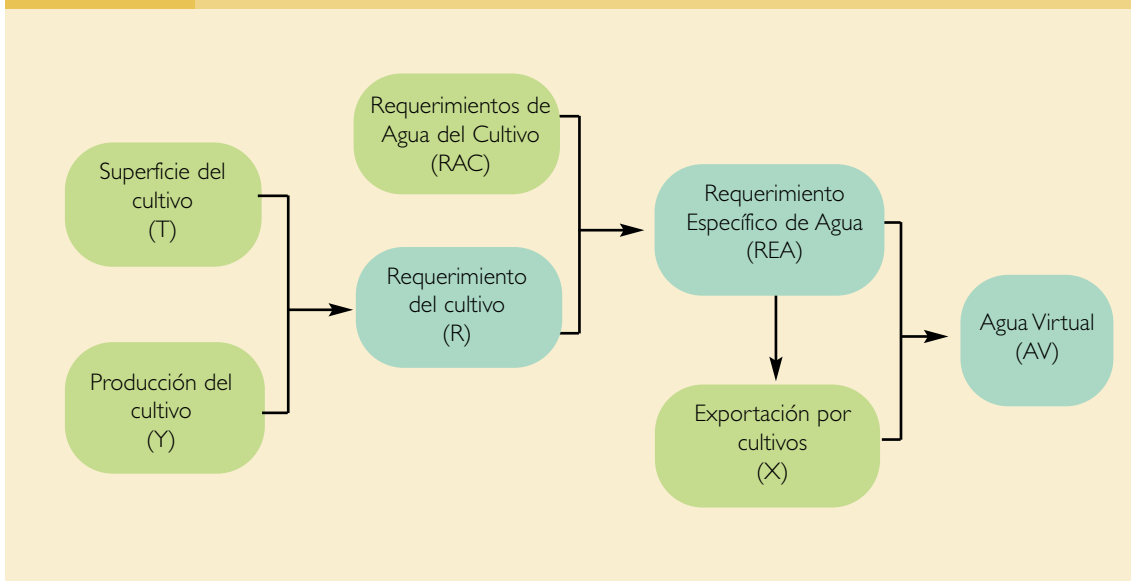 Superficie del
cultivo
(T)
Producción del
cultivo
(Y)
Requerimientos de
Agua del Cultivo
(RAC)
Requerimiento
del cultivo
(R)
Requerimiento
Específico de Agua
(REA)
Exportación por
cultivos
(X)
Agua Virtual
(AV)